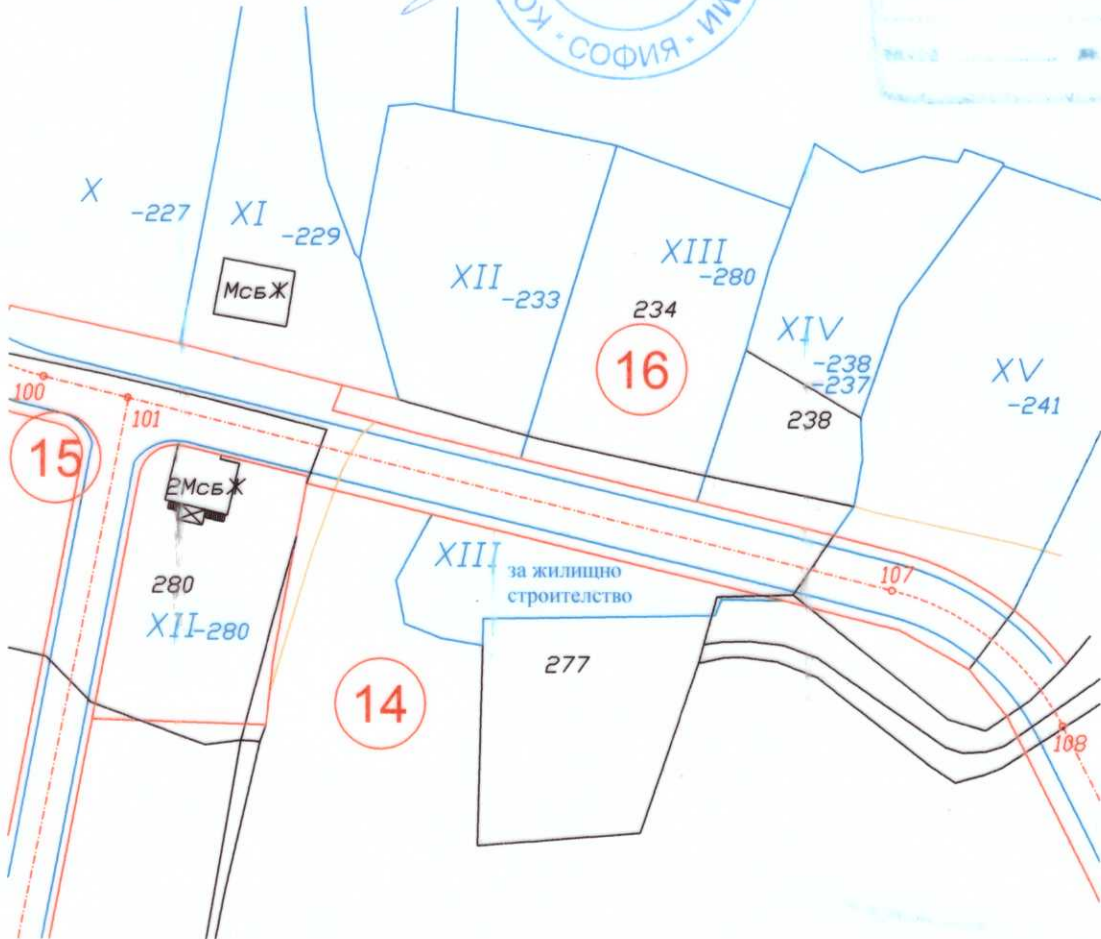 СОФИЯ
X -227
XI -229
МсБЖ
XII -233
XIII -280
234
16
XIV -238
-237
238
XV -241
100
101
15
2МсБЖ
280
XII-280
XIII за жилищно
строителство
107
277
14
108